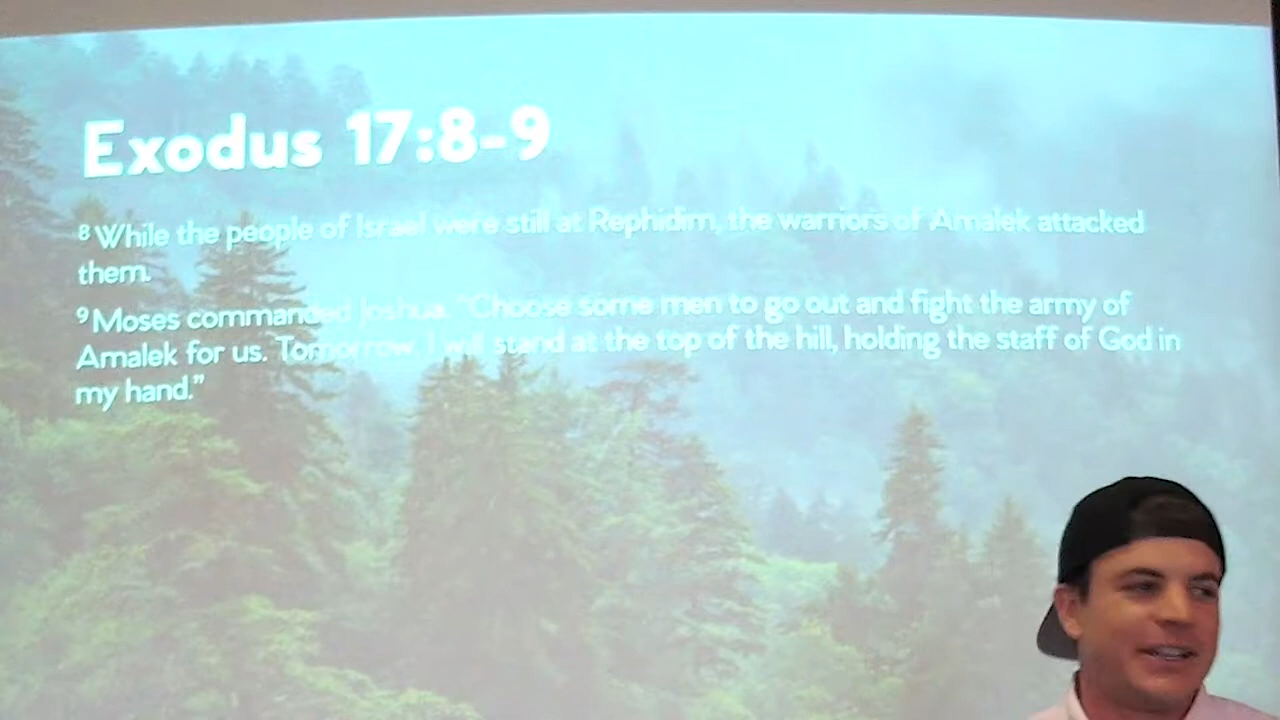 Exodus 17:8-9
8 While the people of Israel were still at Rephidim, the warriors of Amalek attacked
them.
9 Moses commanded Joshua, “Choose some men to go out and fight the army of
Amalek for us. Tomorrow, I will stand at the top of the hill, holding the staff of God in
my hand.”